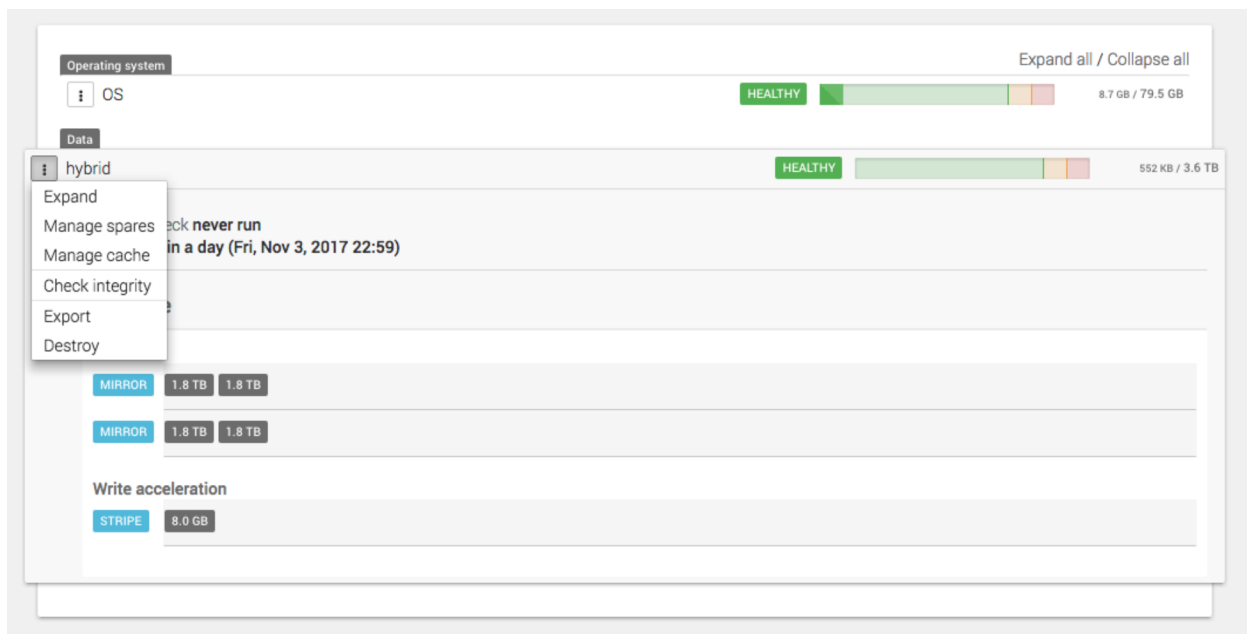 Operating system
Expand all / Collapse all
OS
HEALTHY
8.7 GB / 79.5 GB
Data
hybrid
HEALTHY
552 KB / 3.6 TB
Expand
Manage spares
never run
in a day (Fri, Nov 3, 2017 22:59)
Manage cache
Check integrity
Export
Destroy
MIRROR 1.8 TB 1.8 TB
MIRROR 1.8 TB 1.8 TB
Write acceleration
STRIPE 8.0 GB